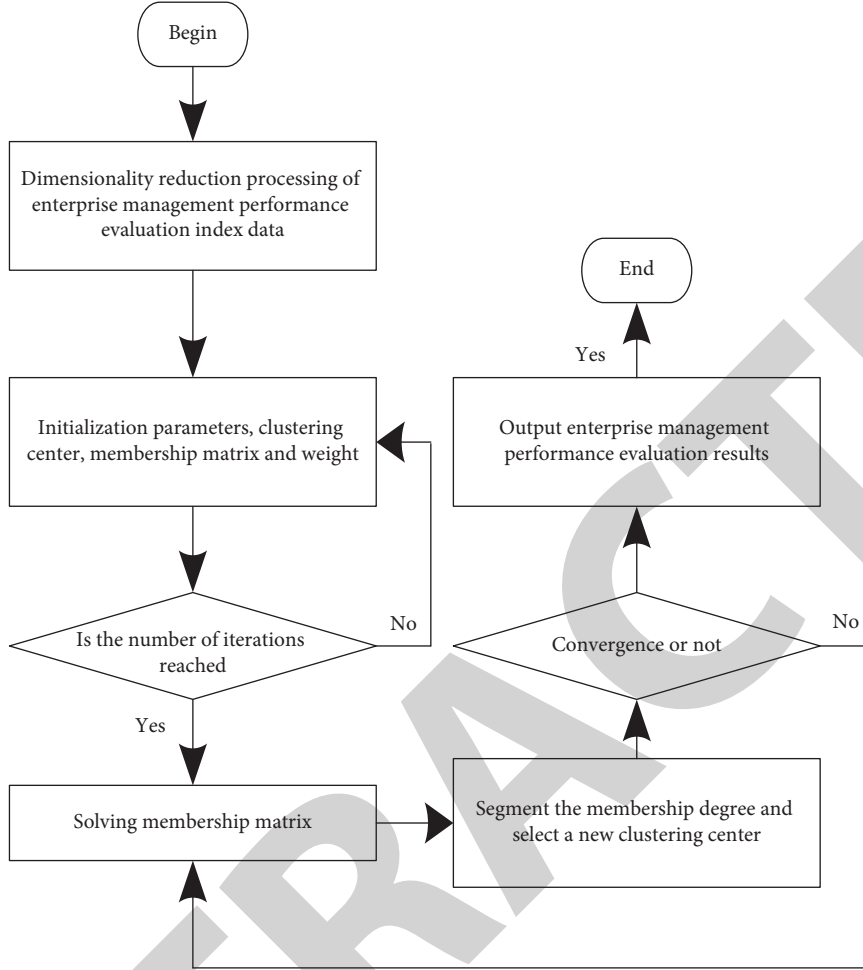 Begin
Dimensionality reduction processing of
enterprise management performance
evaluation index data
Initialization parameters, clustering
center, membership matrix and weight
Is the number of iterations
reached
No
Yes
Solving membership matrix
Segment the membership degree and
select a new clustering center
Convergence or not
No
Output enterprise management
performance evaluation results
Yes
End
TRACT